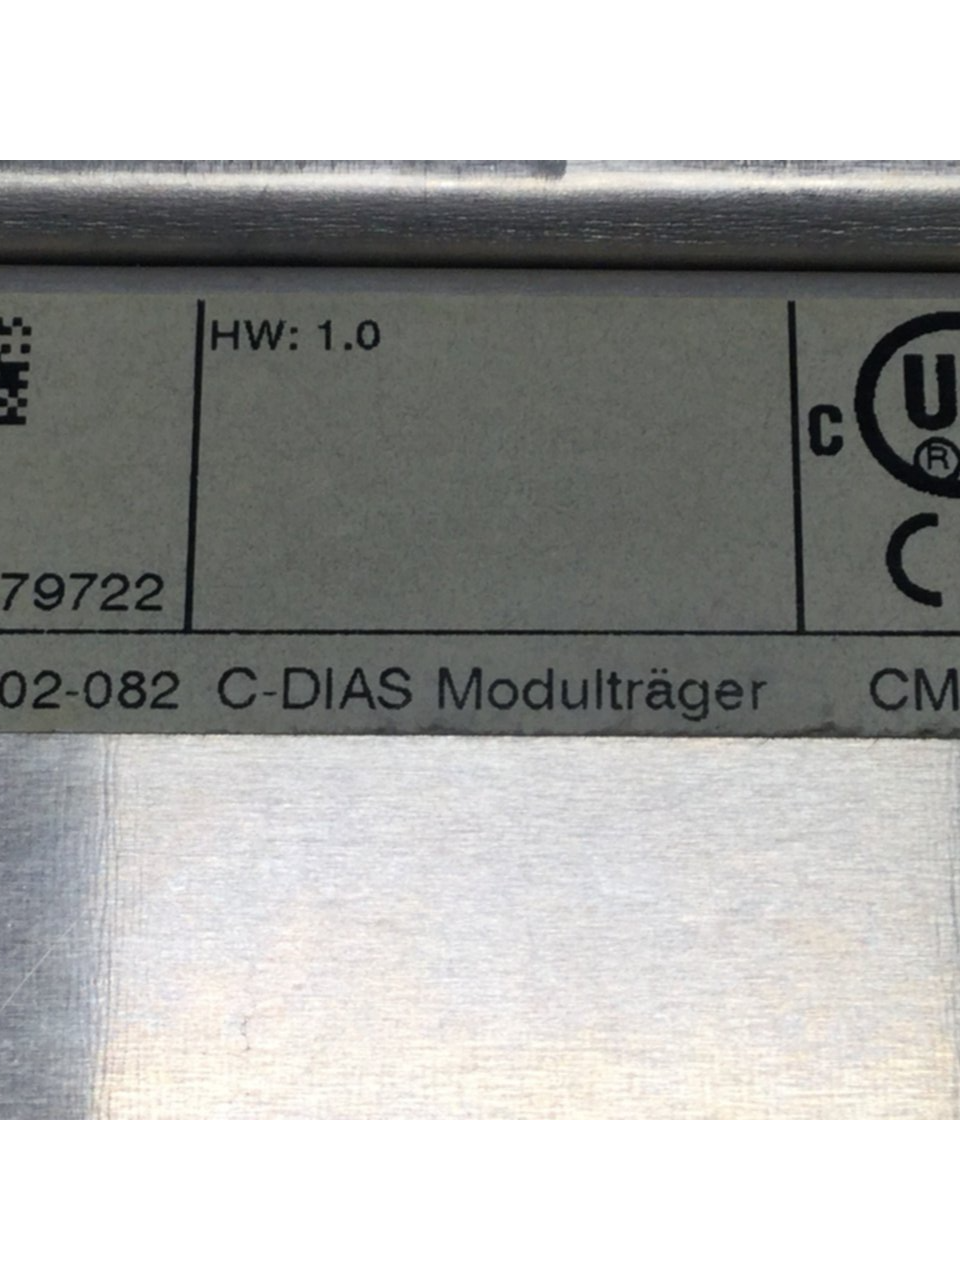 HW: 1.0
C U
®
C
79722
02-082 C-DIAS Modulträger CM